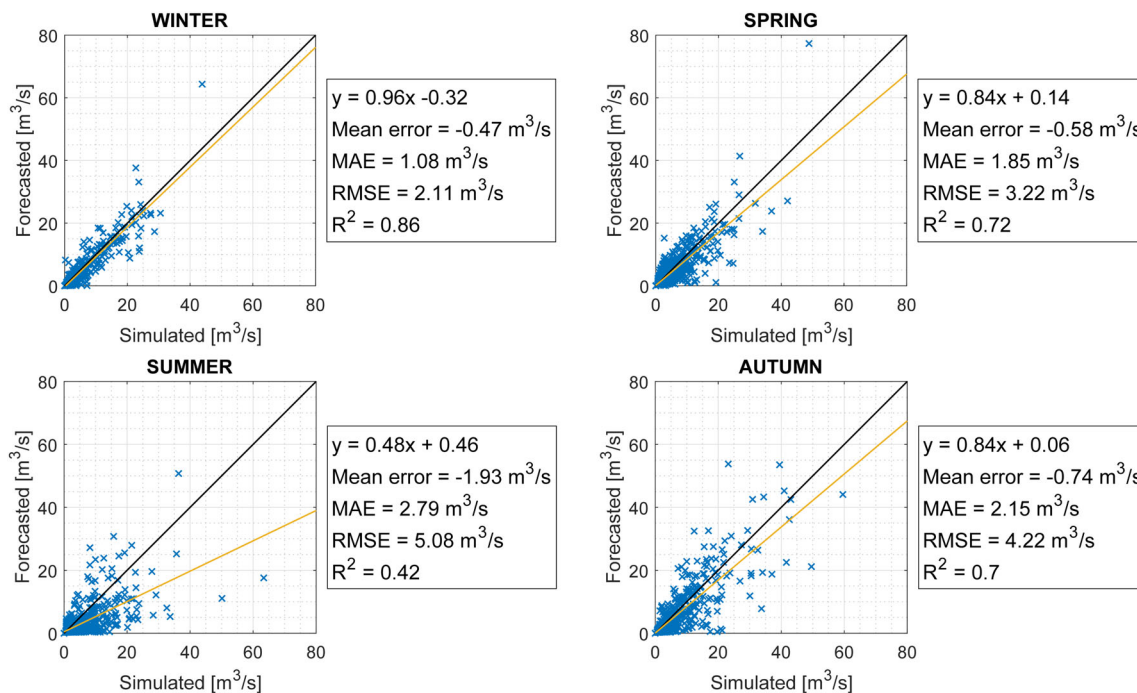 WINTER
80
60
40
20
0
Forecasted [m³/s]
0 20 40 60 80
Simulated [m³/s]
y = 0.96x -0.32
Mean error = -0.47 m³/s
MAE = 1.08 m³/s
RMSE = 2.11 m³/s
R² = 0.86
SPRING
80
60
40
20
0
Forecasted [m³/s]
0 20 40 60 80
Simulated [m³/s]
y = 0.84x + 0.14
Mean error = -0.58 m³/s
MAE = 1.85 m³/s
RMSE = 3.22 m³/s
R² = 0.72
SUMMER
80
60
40
20
0
Forecasted [m³/s]
0 20 40 60 80
Simulated [m³/s]
y = 0.48x + 0.46
Mean error = -1.93 m³/s
MAE = 2.79 m³/s
RMSE = 5.08 m³/s
R² = 0.42
AUTUMN
80
60
40
20
0
Forecasted [m³/s]
0 20 40 60 80
Simulated [m³/s]
y = 0.84x + 0.06
Mean error = -0.74 m³/s
MAE = 2.15 m³/s
RMSE = 4.22 m³/s
R² = 0.7